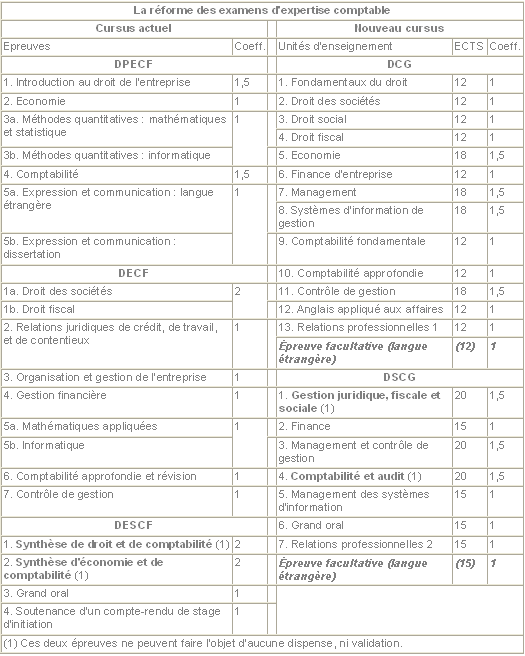 La réforme des examens d'expertise comptable
Cursus actuel
Nouveau cursus
Epreuves Coeff. Unités d'enseignement ECTS Coeff.
DPECF DCG
1. Introduction au droit de l'entreprise 1,5 1. Fondamentaux du droit 12 1
2. Economie 1 2. Droit des sociétés 12 1
3a. Méthodes quantitatives : mathématiques et statistique 1 3. Droit social 12 1
4. Droit fiscal 12 1
3b. Méthodes quantitatives : informatique 5. Economie 18 1,5
4. Comptabilité 1,5 6. Finance d'entreprise 12 1
5a. Expression et communication : langue étrangère 1 7. Management 18 1,5
8. Systèmes d'information de gestion 18 1,5
5b. Expression et communication : dissertation 9. Comptabilité fondamentale 12 1
DECF 10. Comptabilité approfondie 12 1
1a. Droit des sociétés 2 11. Contrôle de gestion 18 1,5
1b. Droit fiscal 12. Anglais appliqué aux affaires 12 1
2. Relations juridiques de crédit, de travail, et de contentieux 1 13. Relations professionnelles 1 12 1
Épreuve facultative (langue étrangère) (12) 1
3. Organisation et gestion de l'entreprise 1 DSCG
4. Gestion financière 1 1. Gestion juridique, fiscale et sociale (1) 20 1,5
5a. Mathématiques appliquées 1 2. Finance 15 1
5b. Informatique 3. Management et contrôle de gestion 20 1,5
6. Comptabilité approfondie et révision 1 4. Comptabilité et audit (1) 20 1,5
7. Contrôle de gestion 1 5. Management des systèmes d'information 15 1
DESCF 6. Grand oral 15 1
1. Synthèse de droit et de comptabilité (1) 2 7. Relations professionnelles 2 15 1
2. Synthèse d'économie et de comptabilité (1) 2 Épreuve facultative (langue étrangère) (15) 1
3. Grand oral 1
4. Soutenance d'un compte-rendu de stage d'initiation 1
(1) Ces deux épreuves ne peuvent faire l'objet d'aucune dispense, ni validation.